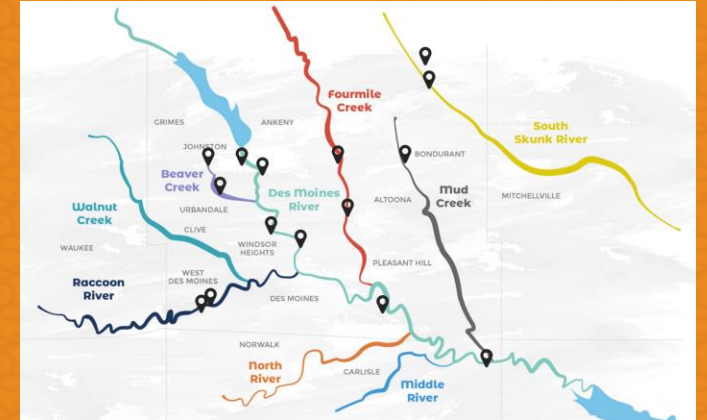 GRIMES
ANKENY
Fourmile
Creek
South
Skunk River
JOHNSTON
BONDURANT
Beaver
Creek
Des Moines
River
Mud
Creek
MITCHELLVILLE
ALTOONA
Walnut
Creek
URBANDALE
CLIVE
WAUKEE
WINDSOR
HEIGHTS
PLEASANT HILL
WEST
DES MOINES
Raccoon
River
DES MOINES
NORWALK
North
River
CARLISLE
Middle
River